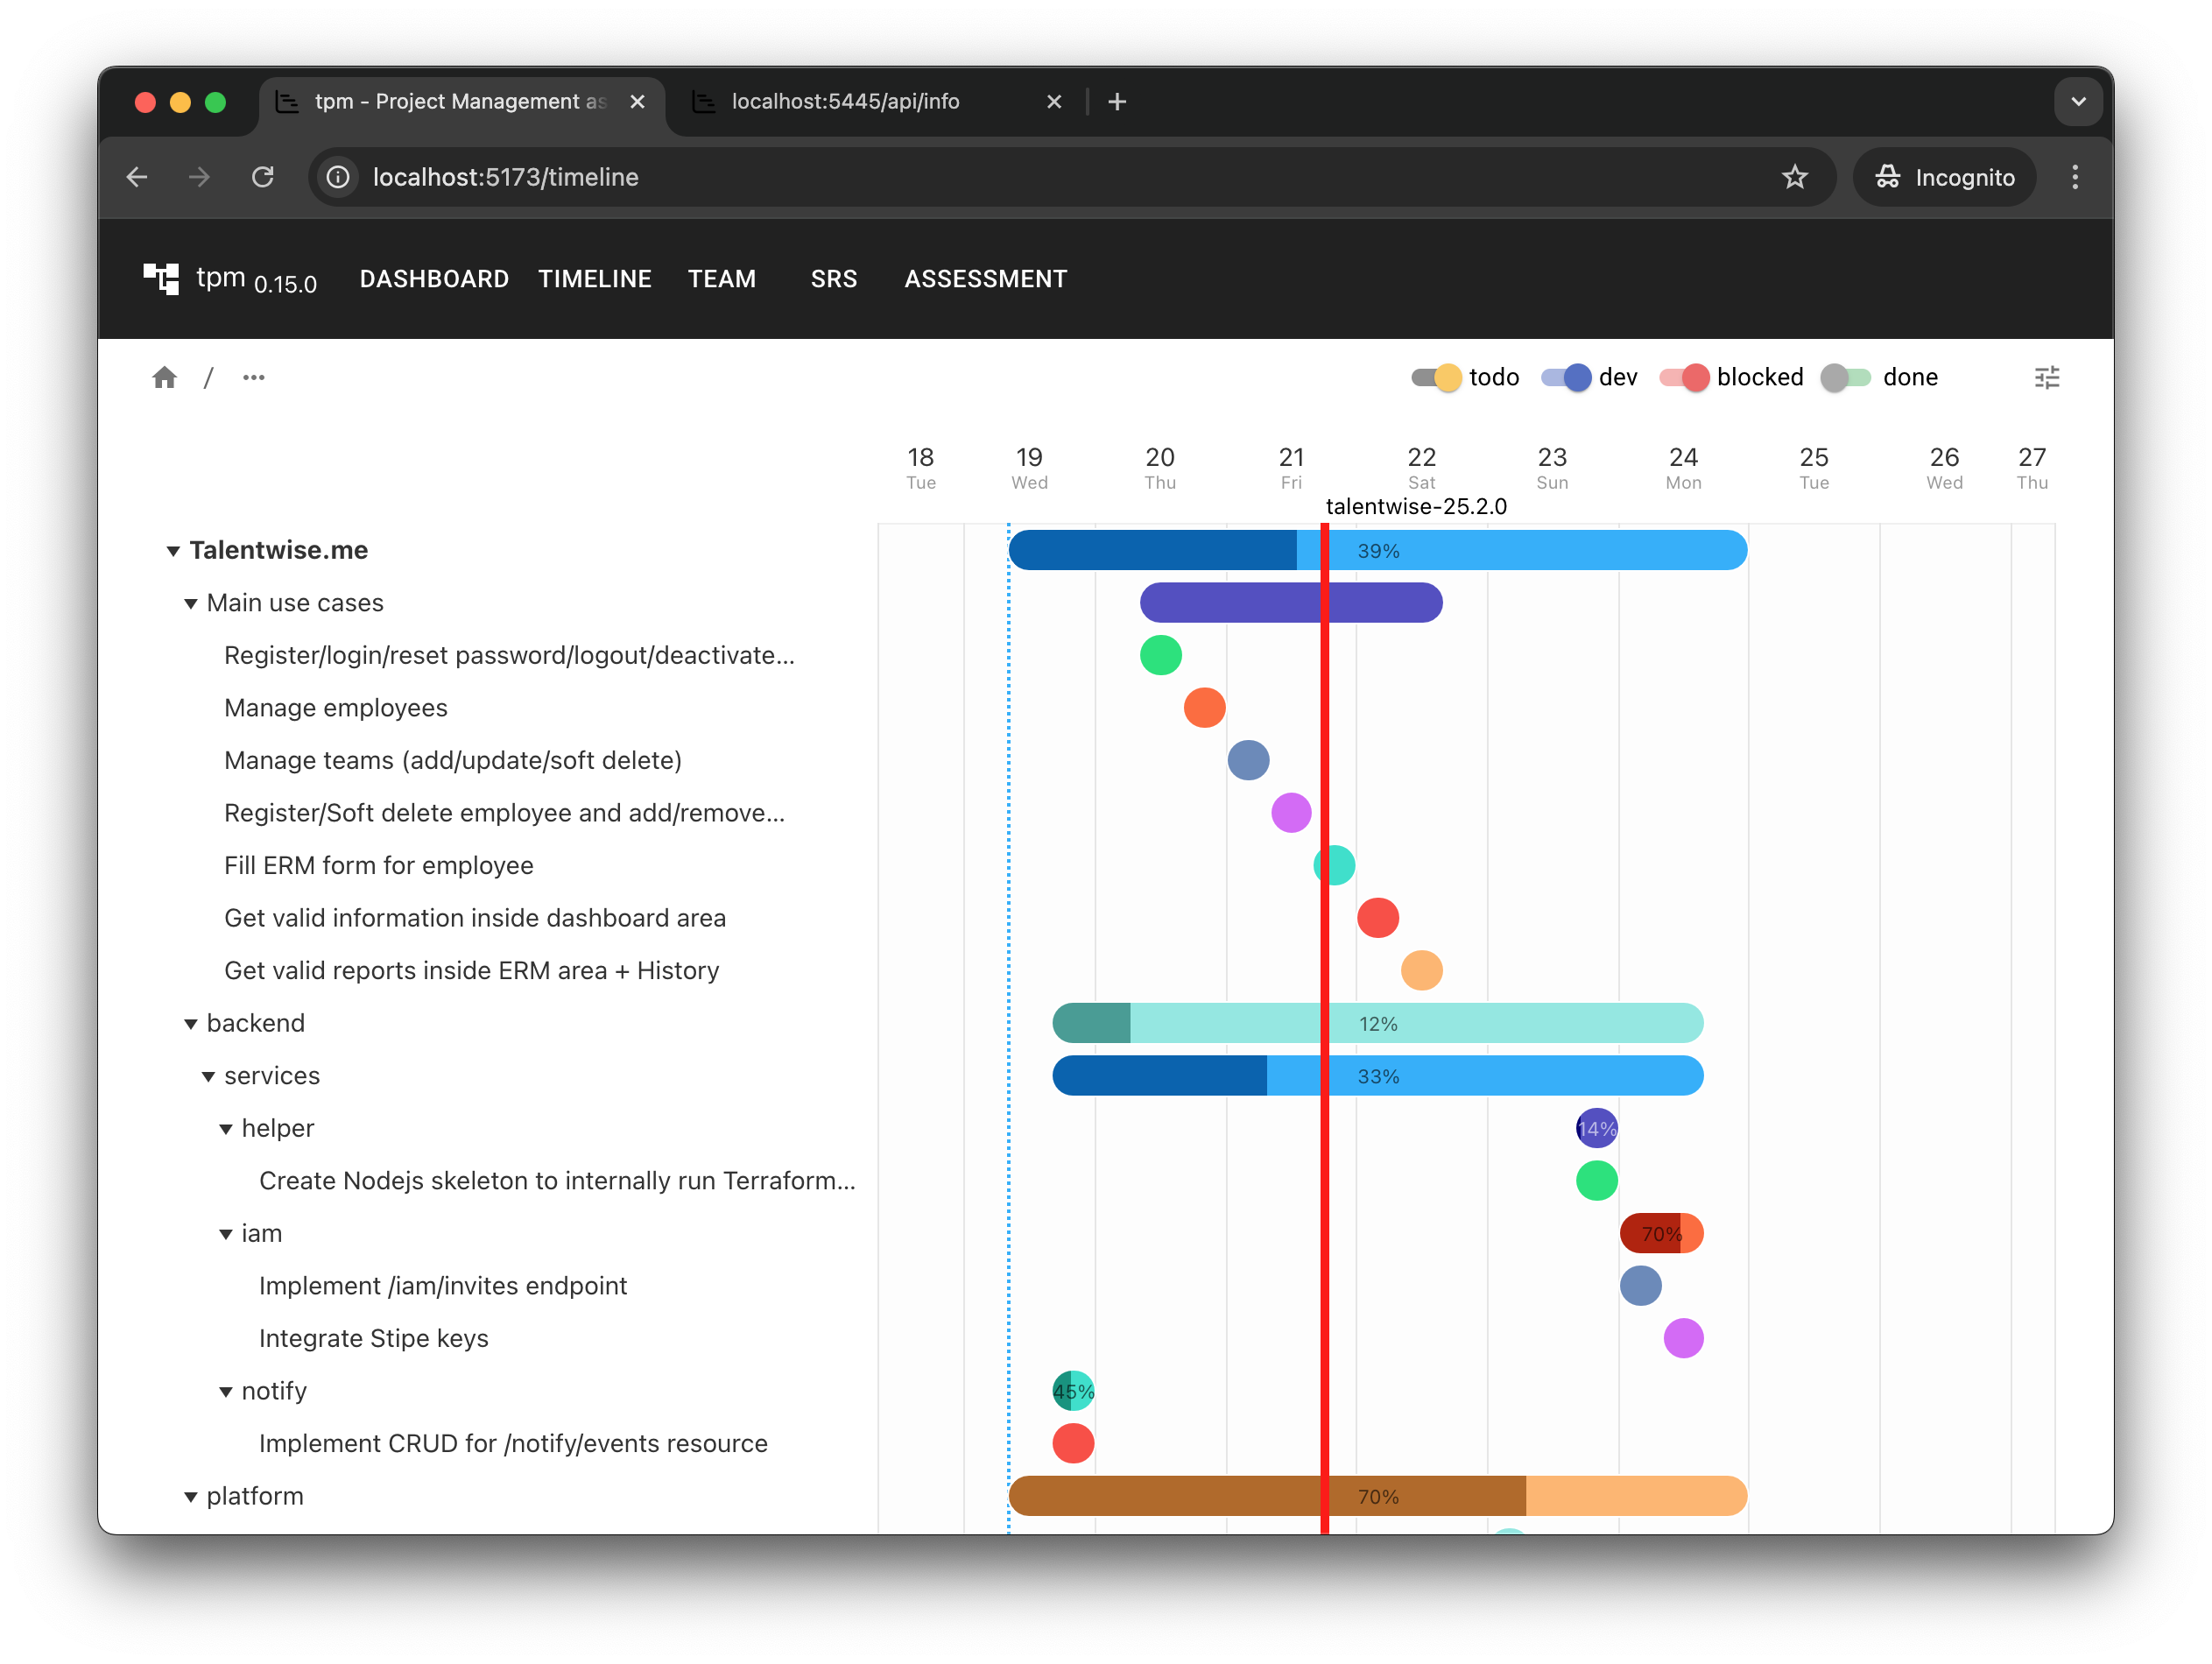 tpm - Project Management as
localhost:5445/api/info
localhost:5173/timeline
Incognito
tpm 0.15.0 DASHBOARD TIMELINE TEAM SRS ASSESSMENT
/ ...
todo dev blocked done
18 19 20 21 22 23 24 25 26 27
Tue Wed Thu Fri Sat Sun Mon Tue Wed Thu
talentwise-25.2.0
Talentwise.me 39%
Main use cases
Register/login/reset password/logout/deactivate...
Manage employees
Manage teams (add/update/soft delete)
Register/Soft delete employee and add/remove...
Fill ERM form for employee
Get valid information inside dashboard area
Get valid reports inside ERM area + History
backend 12%
services 33%
helper 14%
Create Nodejs skeleton to internally run Terraform...
iam 70%
Implement /iam/invites endpoint
Integrate Stipe keys
notify 45%
Implement CRUD for /notify/events resource
platform 70%